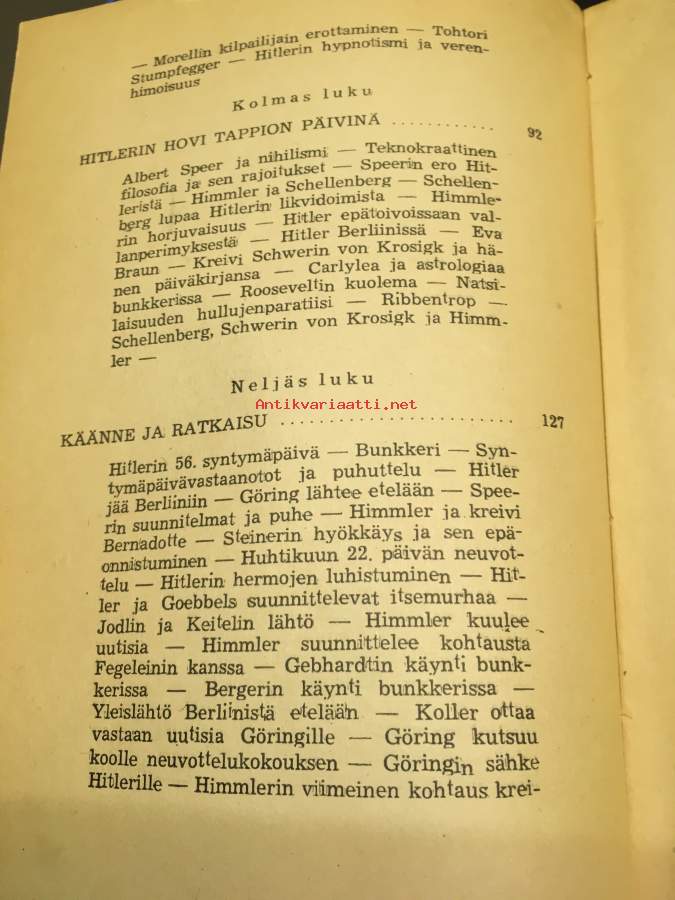 — Morellin kilpailijain erottaminen — Tohtori
Stumpfegger — Hitlerin hypnotismi ja veren-
himoisuus
Kolmas luku
HITLERIN HOVI TAPPION PÄIVINÄ ........... 92
Albert Speer ja nihilismi — Teknokraattinen
filosofia ja sen rajoitukset — Speerin ero Hit-
leristä — Himmler ja Schellenberg — Schellen-
berg lupaa Hitlerin likvidoimista — Himmle-
rin horjuvaisuus — Hitler epätoivoissaan val-
lanperimyksestä — Hitler Berliinissä — Eva
Braun — Kreivi Schwerin von Krosigk ja hä-
nen päiväkirjansa — Carlylea ja astrologiaa
bunkkerissa — Rooseveltin kuolema — Natsi-
laisuuden hullujenparatiisi — Ribbentrop —
Schellenberg, Schwerin von Krosigk ja Himm-
ler —
Neljäs luku
Antikvariaatti.net
KÄÄNNE JA RATKAISU ........................ 127
Hitlerin 56. syntymäpäivä — Bunkkeri — Syn-
tymäpäivävastaanotot ja puhuttelu — Hitler
jää Berliiniin — Göring lähtee etelään — Spee-
rin suunnitelmat ja puhe — Himmler ja kreivi
Bernadotte — Steinerin hyökkäys ja sen epä-
onnistuminen — Huhtikuun 22. päivän neuvot-
telu — Hitlerin hermojen luhistuminen — Hit-
ler ja Goebbels suunnittelevat itsemurhaa —
Jodlin ja Keitelin lähtö — Himmler kuulee
uutisia — Himmler suunnittelee kohtausta
Fegeleinin kanssa — Gebhardtin käynti bunk-
kerissa — Bergerin käynti bunkkerissa —
Yleislähtö Berliinistä etelään — Koller ottaa
vastaan uutisia Göringille — Göring kutsuu
koolle neuvottelukokouksen — Göringin sähke
Hitlerille — Himmlerin viimeinen kohtaus krei-